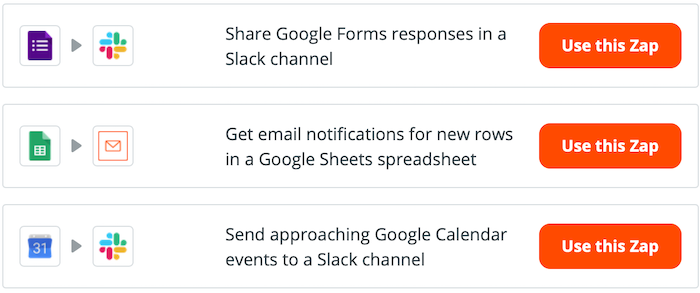 Share Google Forms responses in a
Slack channel
Use this Zap
Get email notifications for new rows
in a Google Sheets spreadsheet
Use this Zap
31
Send approaching Google Calendar
events to a Slack channel
Use this Zap